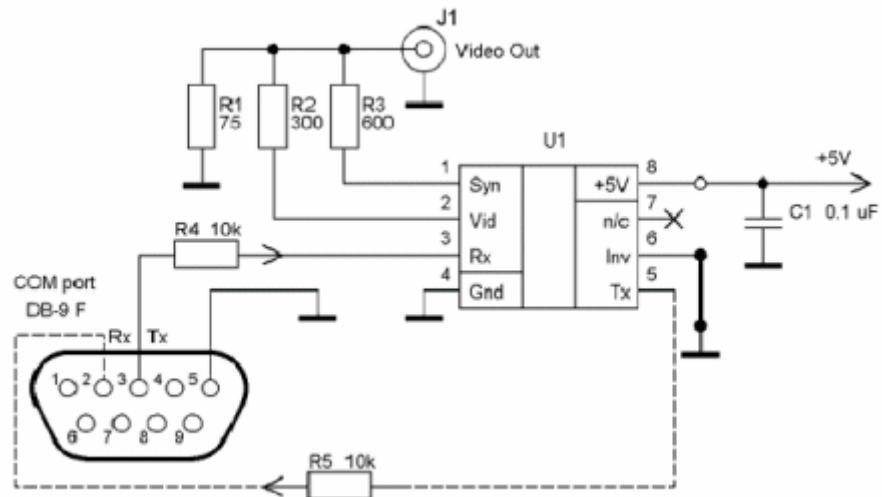 J1
Video Out
R1
75
R2
300
R3
600
U1
1
Syn
2
Vid
3
Rx
4
Gnd
8
+5V
7
n/c
6
Inv
5
Tx
+5V
C1 0.1 uF
R4 10k
COM port
DB-9 F
Rx Tx
1 2 3 4 5
6 7 8 9
R5 10k